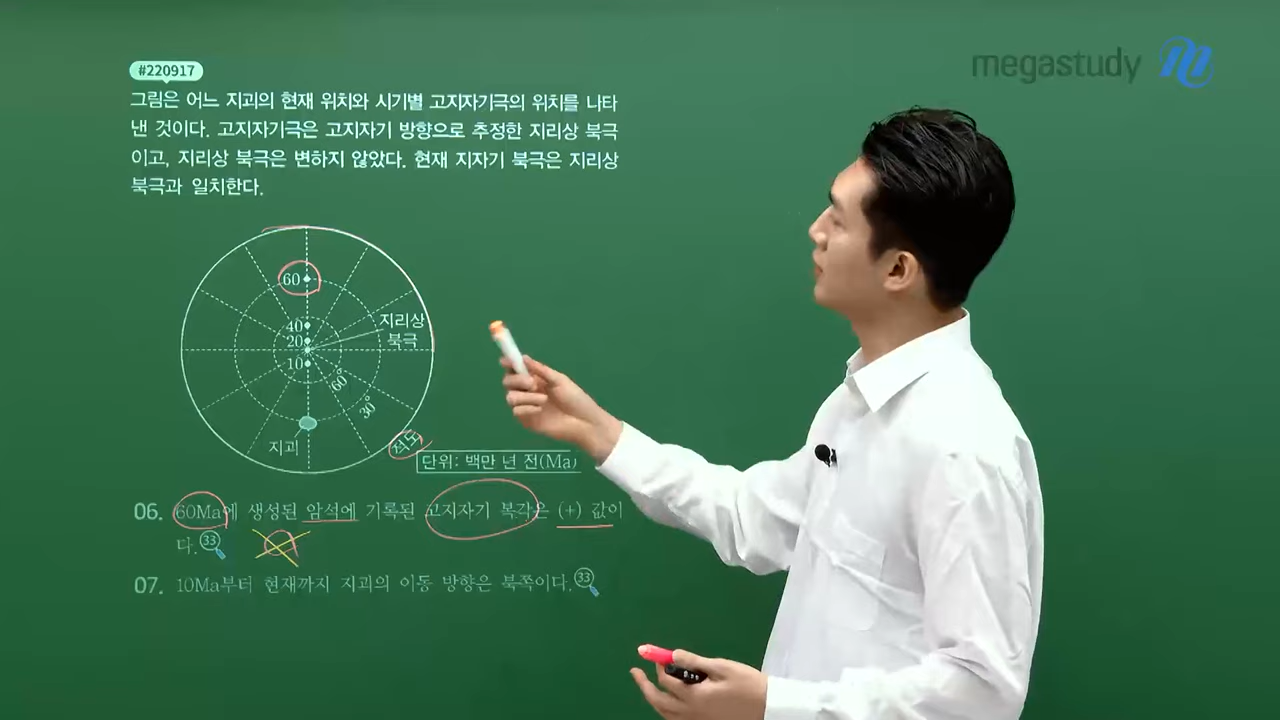 megastudy
#220917
그림은 어느 지괴의 현재 위치와 시기별 고지자기극의 위치를 나타
낸 것이다. 고지자기극은 고지자기 방향으로 추정한 지리상 북극
이고, 지리상 북극은 변하지 않았다. 현재 지자기 북극은 지리상
북극과 일치한다.
60
40
20
10
지리상
북극
60°
30°
지괴
적도
단위: 백만 년 전(Ma)
06. 60Ma에 생성된 암석에 기록된 고지자기 복각은 (+) 값이
다. 33
07. 10Ma부터 현재까지 지괴의 이동 방향은 북쪽이다. 33